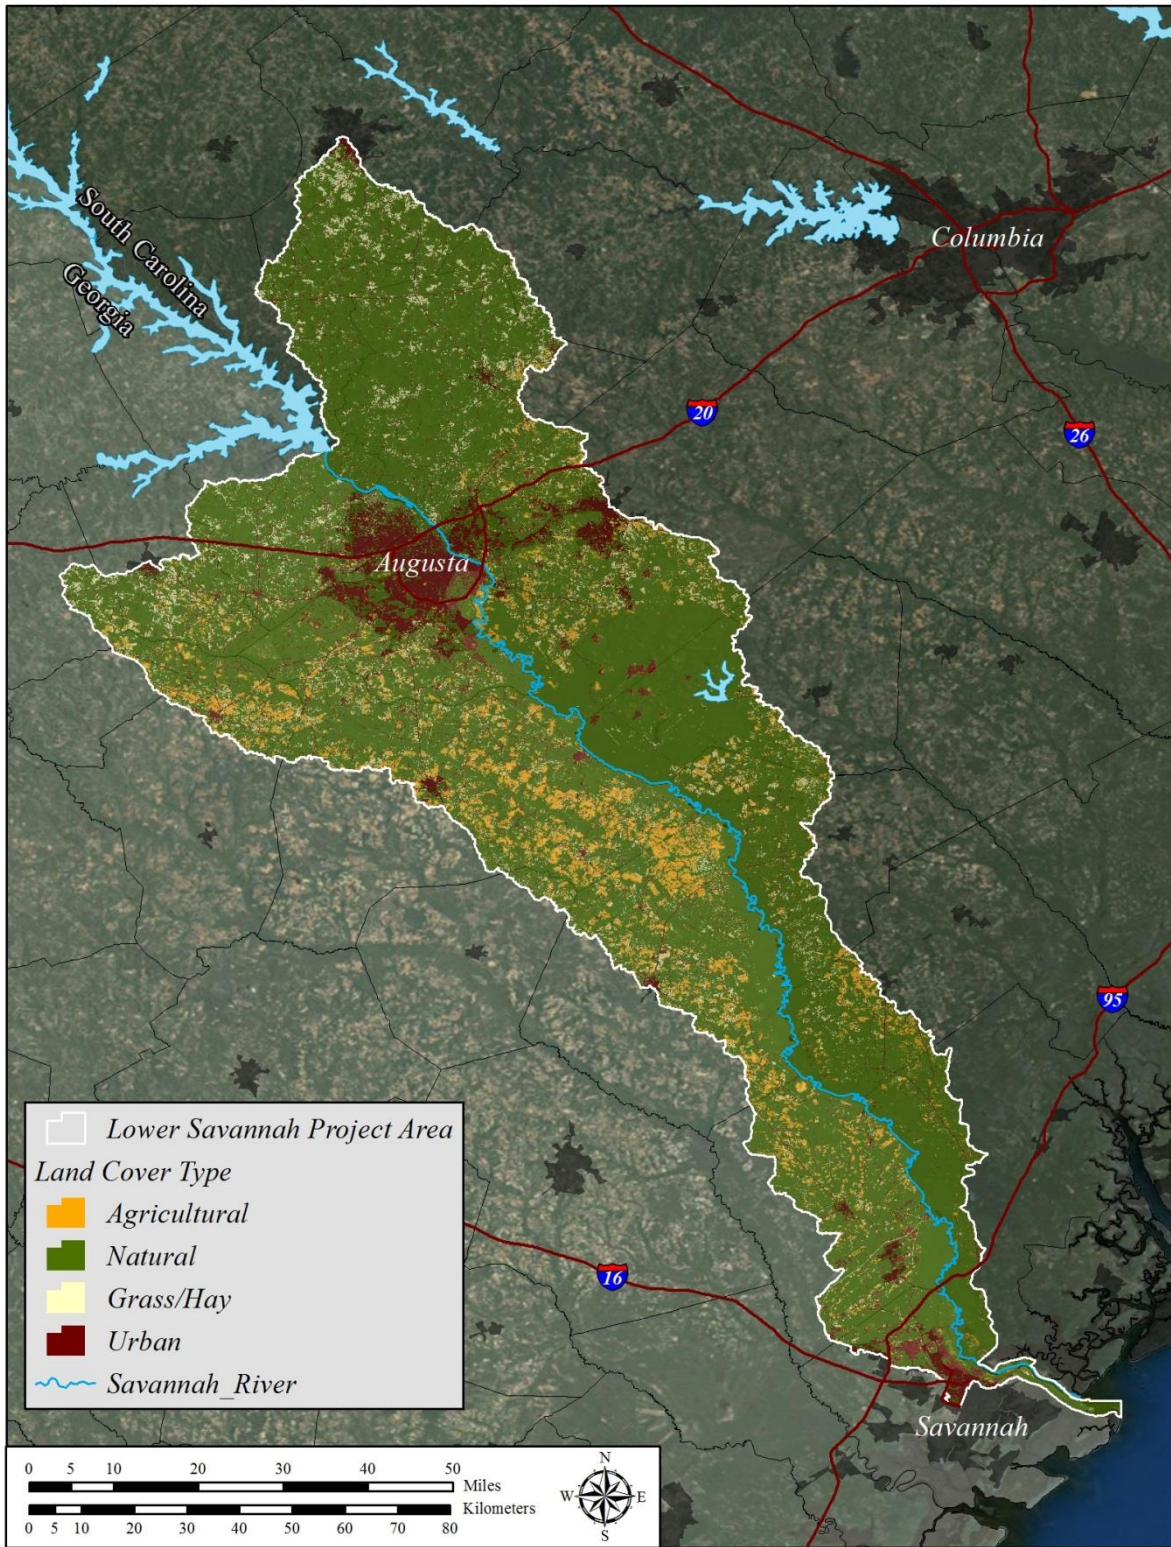 South Carolina
Georgia
Columbia
20
26
Augusta
95
16
Savannah
Lower Savannah Project Area
Land Cover Type
Agricultural
Natural
Grass/Hay
Urban
Savannah_River
0 5 10 20 30 40 50
Miles
Kilometers
0 5 10 20 30 40 50 60 70 80
N
W E
S